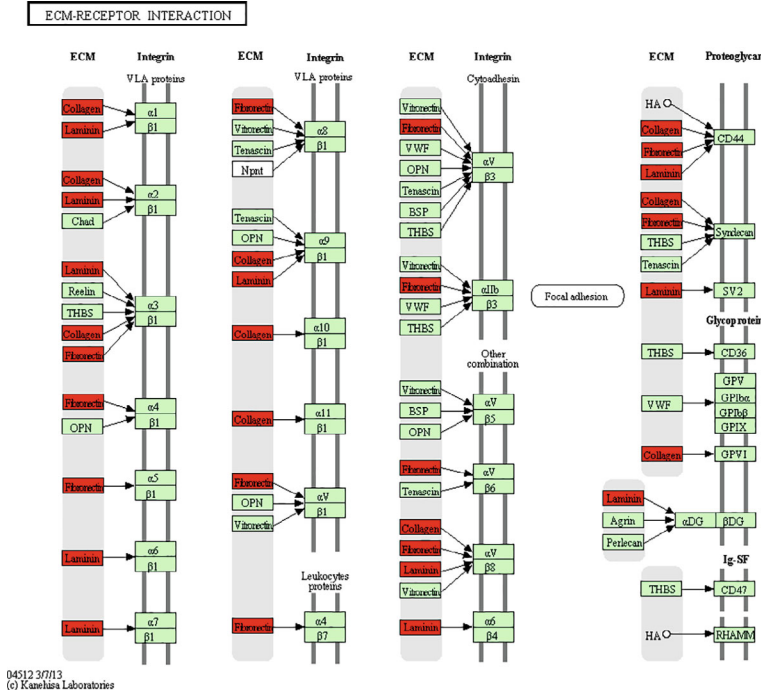 ECM-RECEPTOR INTERACTION
ECM Integrin
VLA proteins
Collagen α1
Laminin β1
Collagen
Laminin α2
Chad β1
Laminin
Reelin
THBS α3
Collagen β1
Fibronectin
Fibronectin α4
OPN β1
Fibronectin α5
β1
Laminin α6
β1
Laminin α7
β1
ECM Integrin
VLA proteins
Fibronectin
Vitronectin α8
Tenascin β1
Npnt
Tenascin
OPN α9
Collagen β1
Laminin
Collagen α10
β1
Collagen α11
β1
Fibronectin
OPN αV
Vitronectin β1
Leukocytes
proteins
Fibronectin α4
β7
ECM Integrin
Cytoadhesin
Vitronectin
Fibronectin
VWF
OPN αV
Tenascin β3
BSP
THBS
Vitronectin
Fibronectin αIIb
VWF β3
THBS
Other
combination
Vitronectin
BSP αV
OPN β5
Fibronectin αV
Tenascin β6
Collagen
Fibronectin αV
Laminin β8
Vitronectin
Laminin α6
β4
Focal adhesion
ECM Proteoglycan
HA
Collagen CD44
Fibronectin
Laminin
Collagen
Fibronectin Syndecan
THBS
Tenascin
Laminin SV2
Glycoprotein
THBS CD36
GPV
VWF GPIbα
GPIbβ
GPIX
Collagen GPVI
Laminin
Agrin αDG βDG
Perlecan
Ig-SF
THBS CD47
HA RHAMM
04512 3/7/13
(c) Kanehisa Laboratories